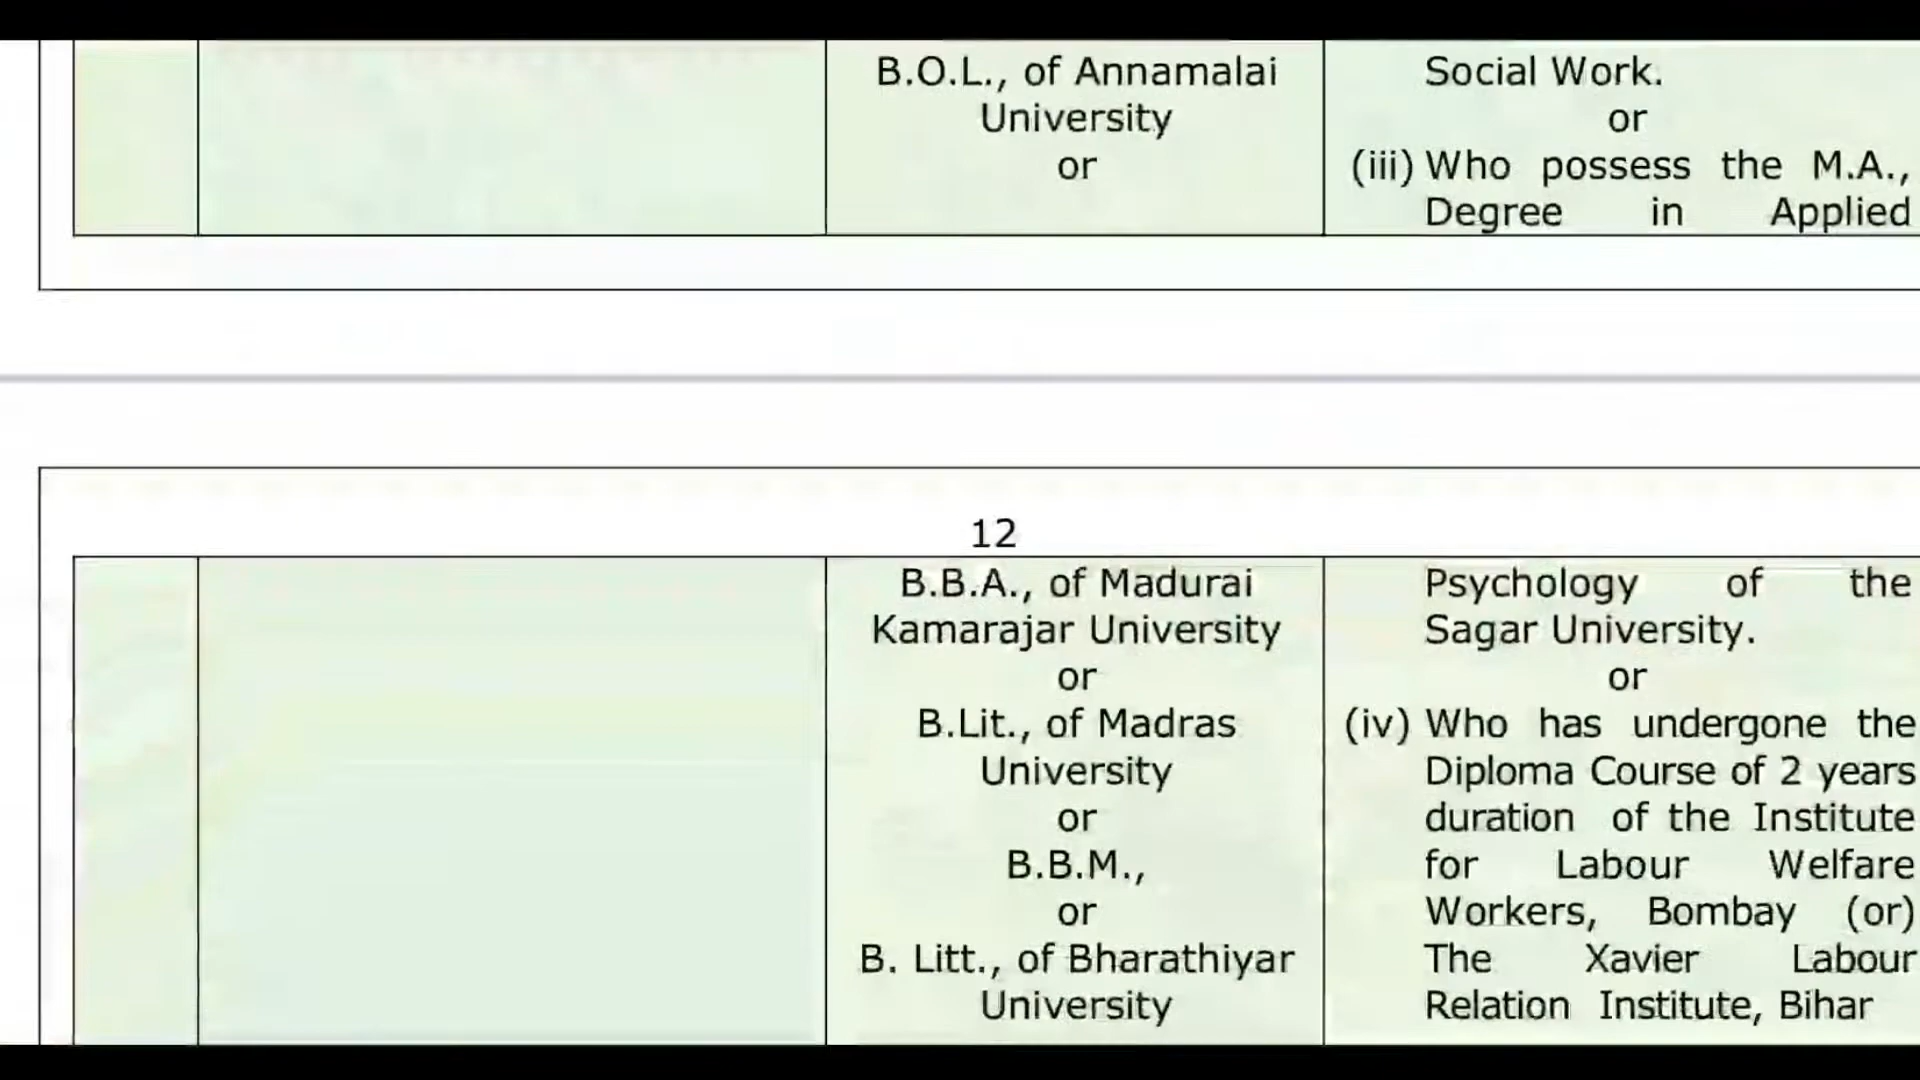 B.O.L., of Annamalai
University
or
Social Work.
or
(iii) Who possess the M.A.,
Degree in Applied
12
B.B.A., of Madurai
Kamarajar University
or
B.Lit., of Madras
University
or
B.B.M.,
or
B. Litt., of Bharathiyar
University
Psychology of the
Sagar University.
or
(iv) Who has undergone the
Diploma Course of 2 years
duration of the Institute
for Labour Welfare
Workers, Bombay (or)
The Xavier Labour
Relation Institute, Bihar